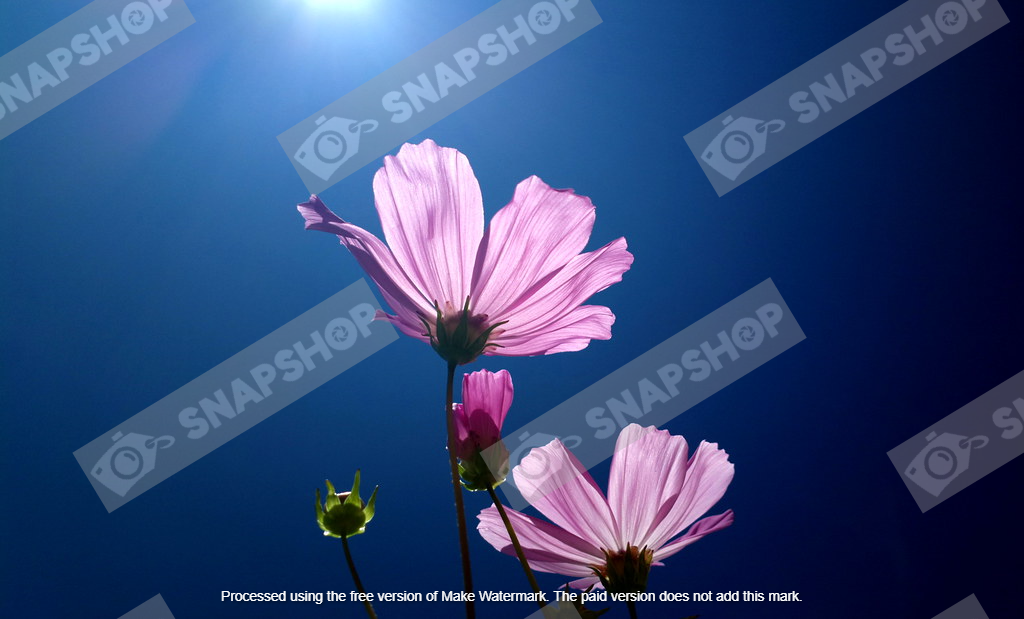 SNAPSHOP
SNAPSHOP
SNAPSHOP
SNAPSHOP
SNAPSHOP
SNAP
Processed using the free version of Make Watermark. The paid version does not add this mark.